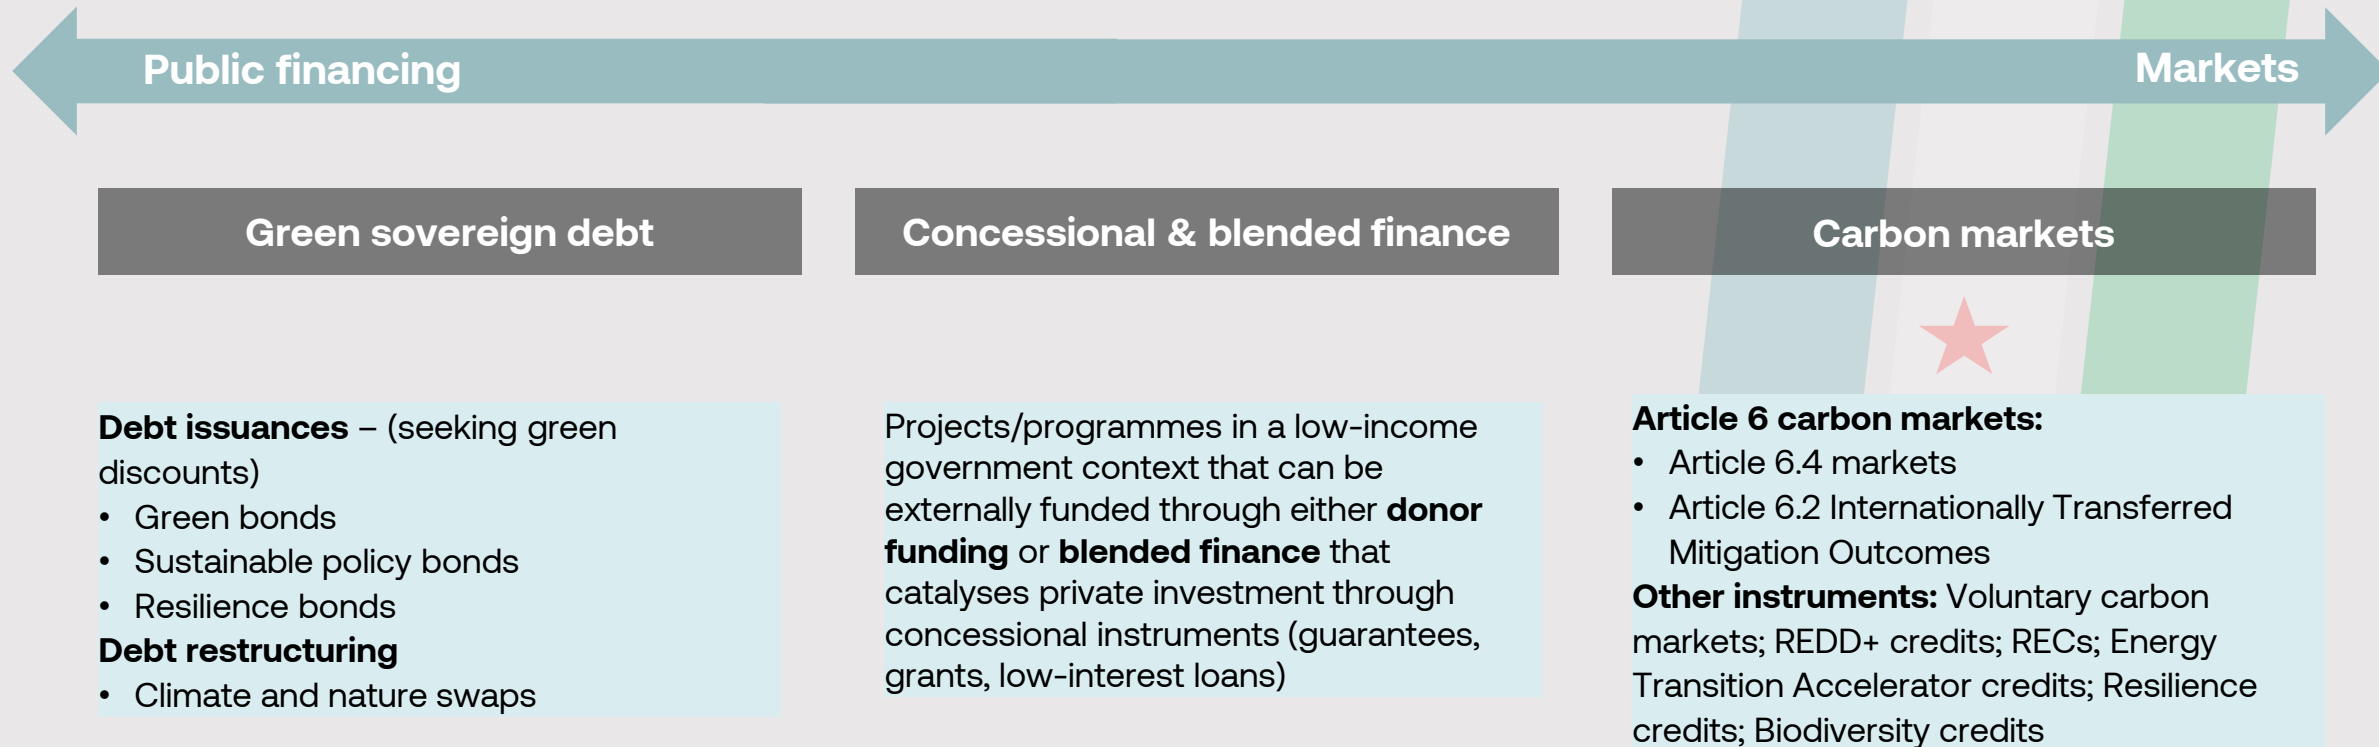 Public financing
Markets
Green sovereign debt
Concessional & blended finance
Carbon markets
Debt issuances – (seeking green
discounts)
• Green bonds
• Sustainable policy bonds
• Resilience bonds
Debt restructuring
• Climate and nature swaps
Projects/programmes in a low-income
government context that can be
externally funded through either donor
funding or blended finance that
catalyses private investment through
concessional instruments (guarantees,
grants, low-interest loans)
Article 6 carbon markets:
• Article 6.4 markets
• Article 6.2 Internationally Transferred
Mitigation Outcomes
Other instruments: Voluntary carbon
markets; REDD+ credits; RECs; Energy
Transition Accelerator credits; Resilience
credits; Biodiversity credits